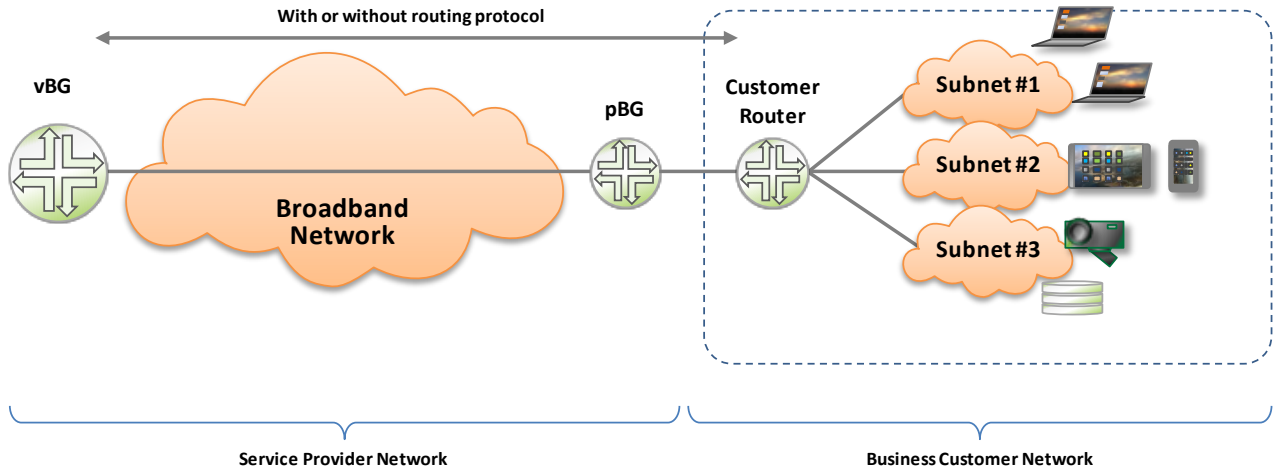 With or without routing protocol
vBG
Broadband
Network
pBG
Customer
Router
Subnet #1
Subnet #2
Subnet #3
Service Provider Network
Business Customer Network